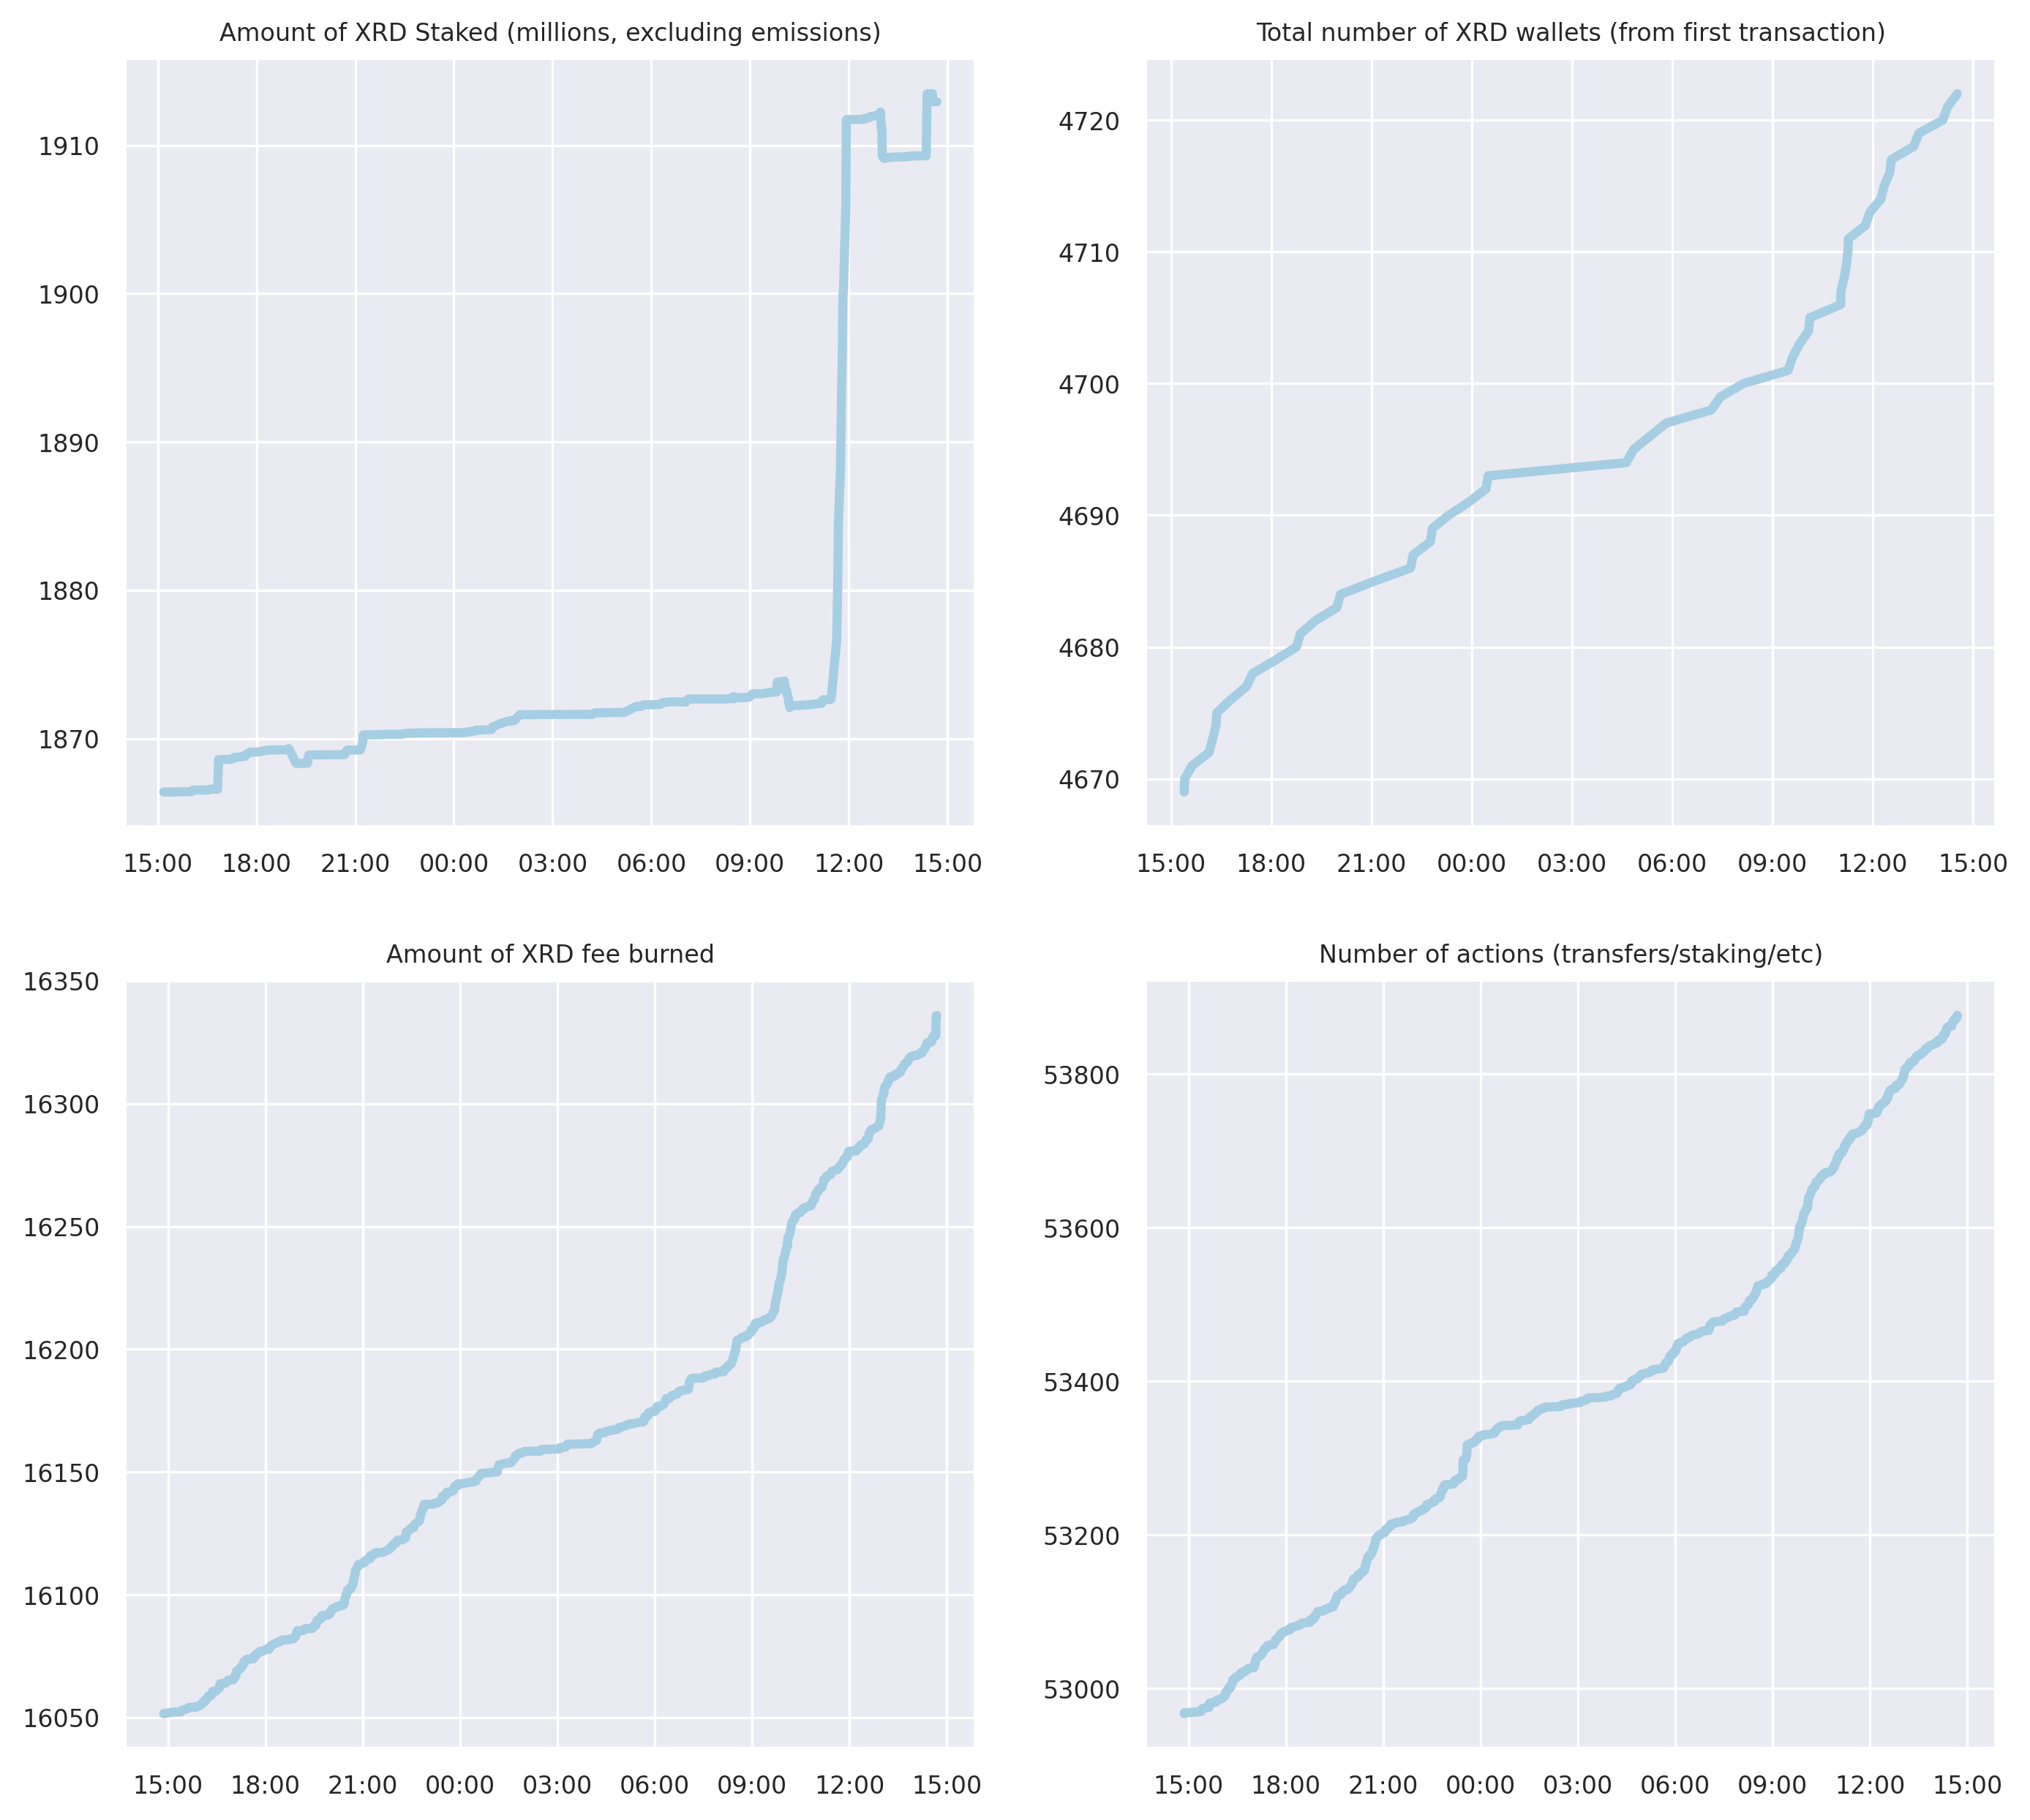 Amount of XRD Staked (millions, excluding emissions)
1910
1900
1890
1880
1870
15:00 18:00 21:00 00:00 03:00 06:00 09:00 12:00 15:00
Total number of XRD wallets (from first transaction)
4720
4710
4700
4690
4680
4670
15:00 18:00 21:00 00:00 03:00 06:00 09:00 12:00 15:00
Amount of XRD fee burned
16350
16300
16250
16200
16150
16100
16050
15:00 18:00 21:00 00:00 03:00 06:00 09:00 12:00 15:00
Number of actions (transfers/staking/etc)
53800
53600
53400
53200
53000
15:00 18:00 21:00 00:00 03:00 06:00 09:00 12:00 15:00